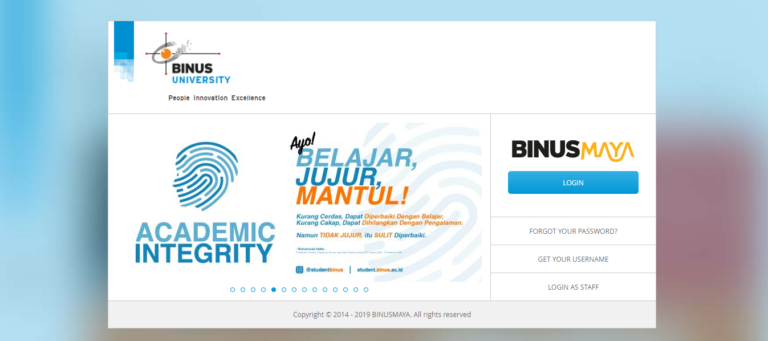 BINUS
UNIVERSITY
People Innovation Excellence
Ayo!
BELAJAR,
JUJUR,
MANTUL!
Kurang Cerdas, Dapat Diperbaiki Dengan Belajar,
Kurang Cakap, Dapat Dihilangkan Dengan Pengalaman.
Namun TIDAK JUJUR, itu SULIT Diperbaiki.
ACADEMIC
INTEGRITY
@studentbinus | student.binus.ac.id
BINUSMAYA
LOGIN
FORGOT YOUR PASSWORD?
GET YOUR USERNAME
LOGIN AS STAFF
Copyright © 2014 - 2019 BINUSMAYA. All rights reserved